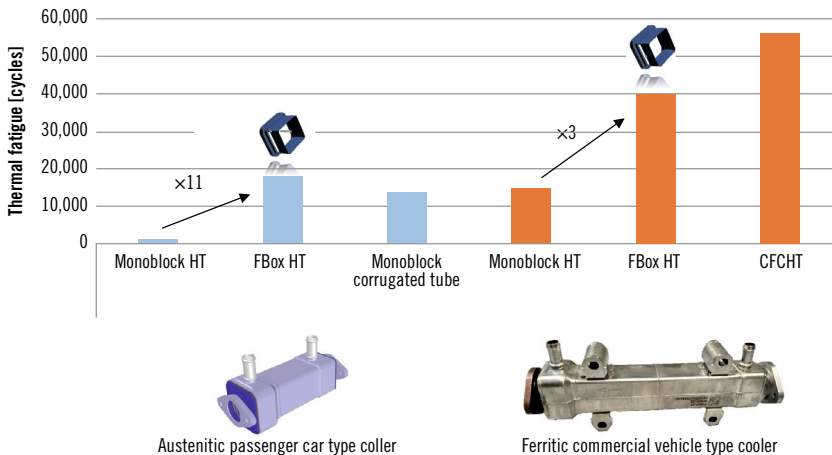 Thermal fatigue [cycles]
60,000
50,000
40,000
30,000
20,000
10,000
0
×11
×3
Monoblock HT
FBox HT
Monoblock
corrugated tube
Monoblock HT
FBox HT
CFCHT
Austenitic passenger car type coller
Ferritic commercial vehicle type cooler